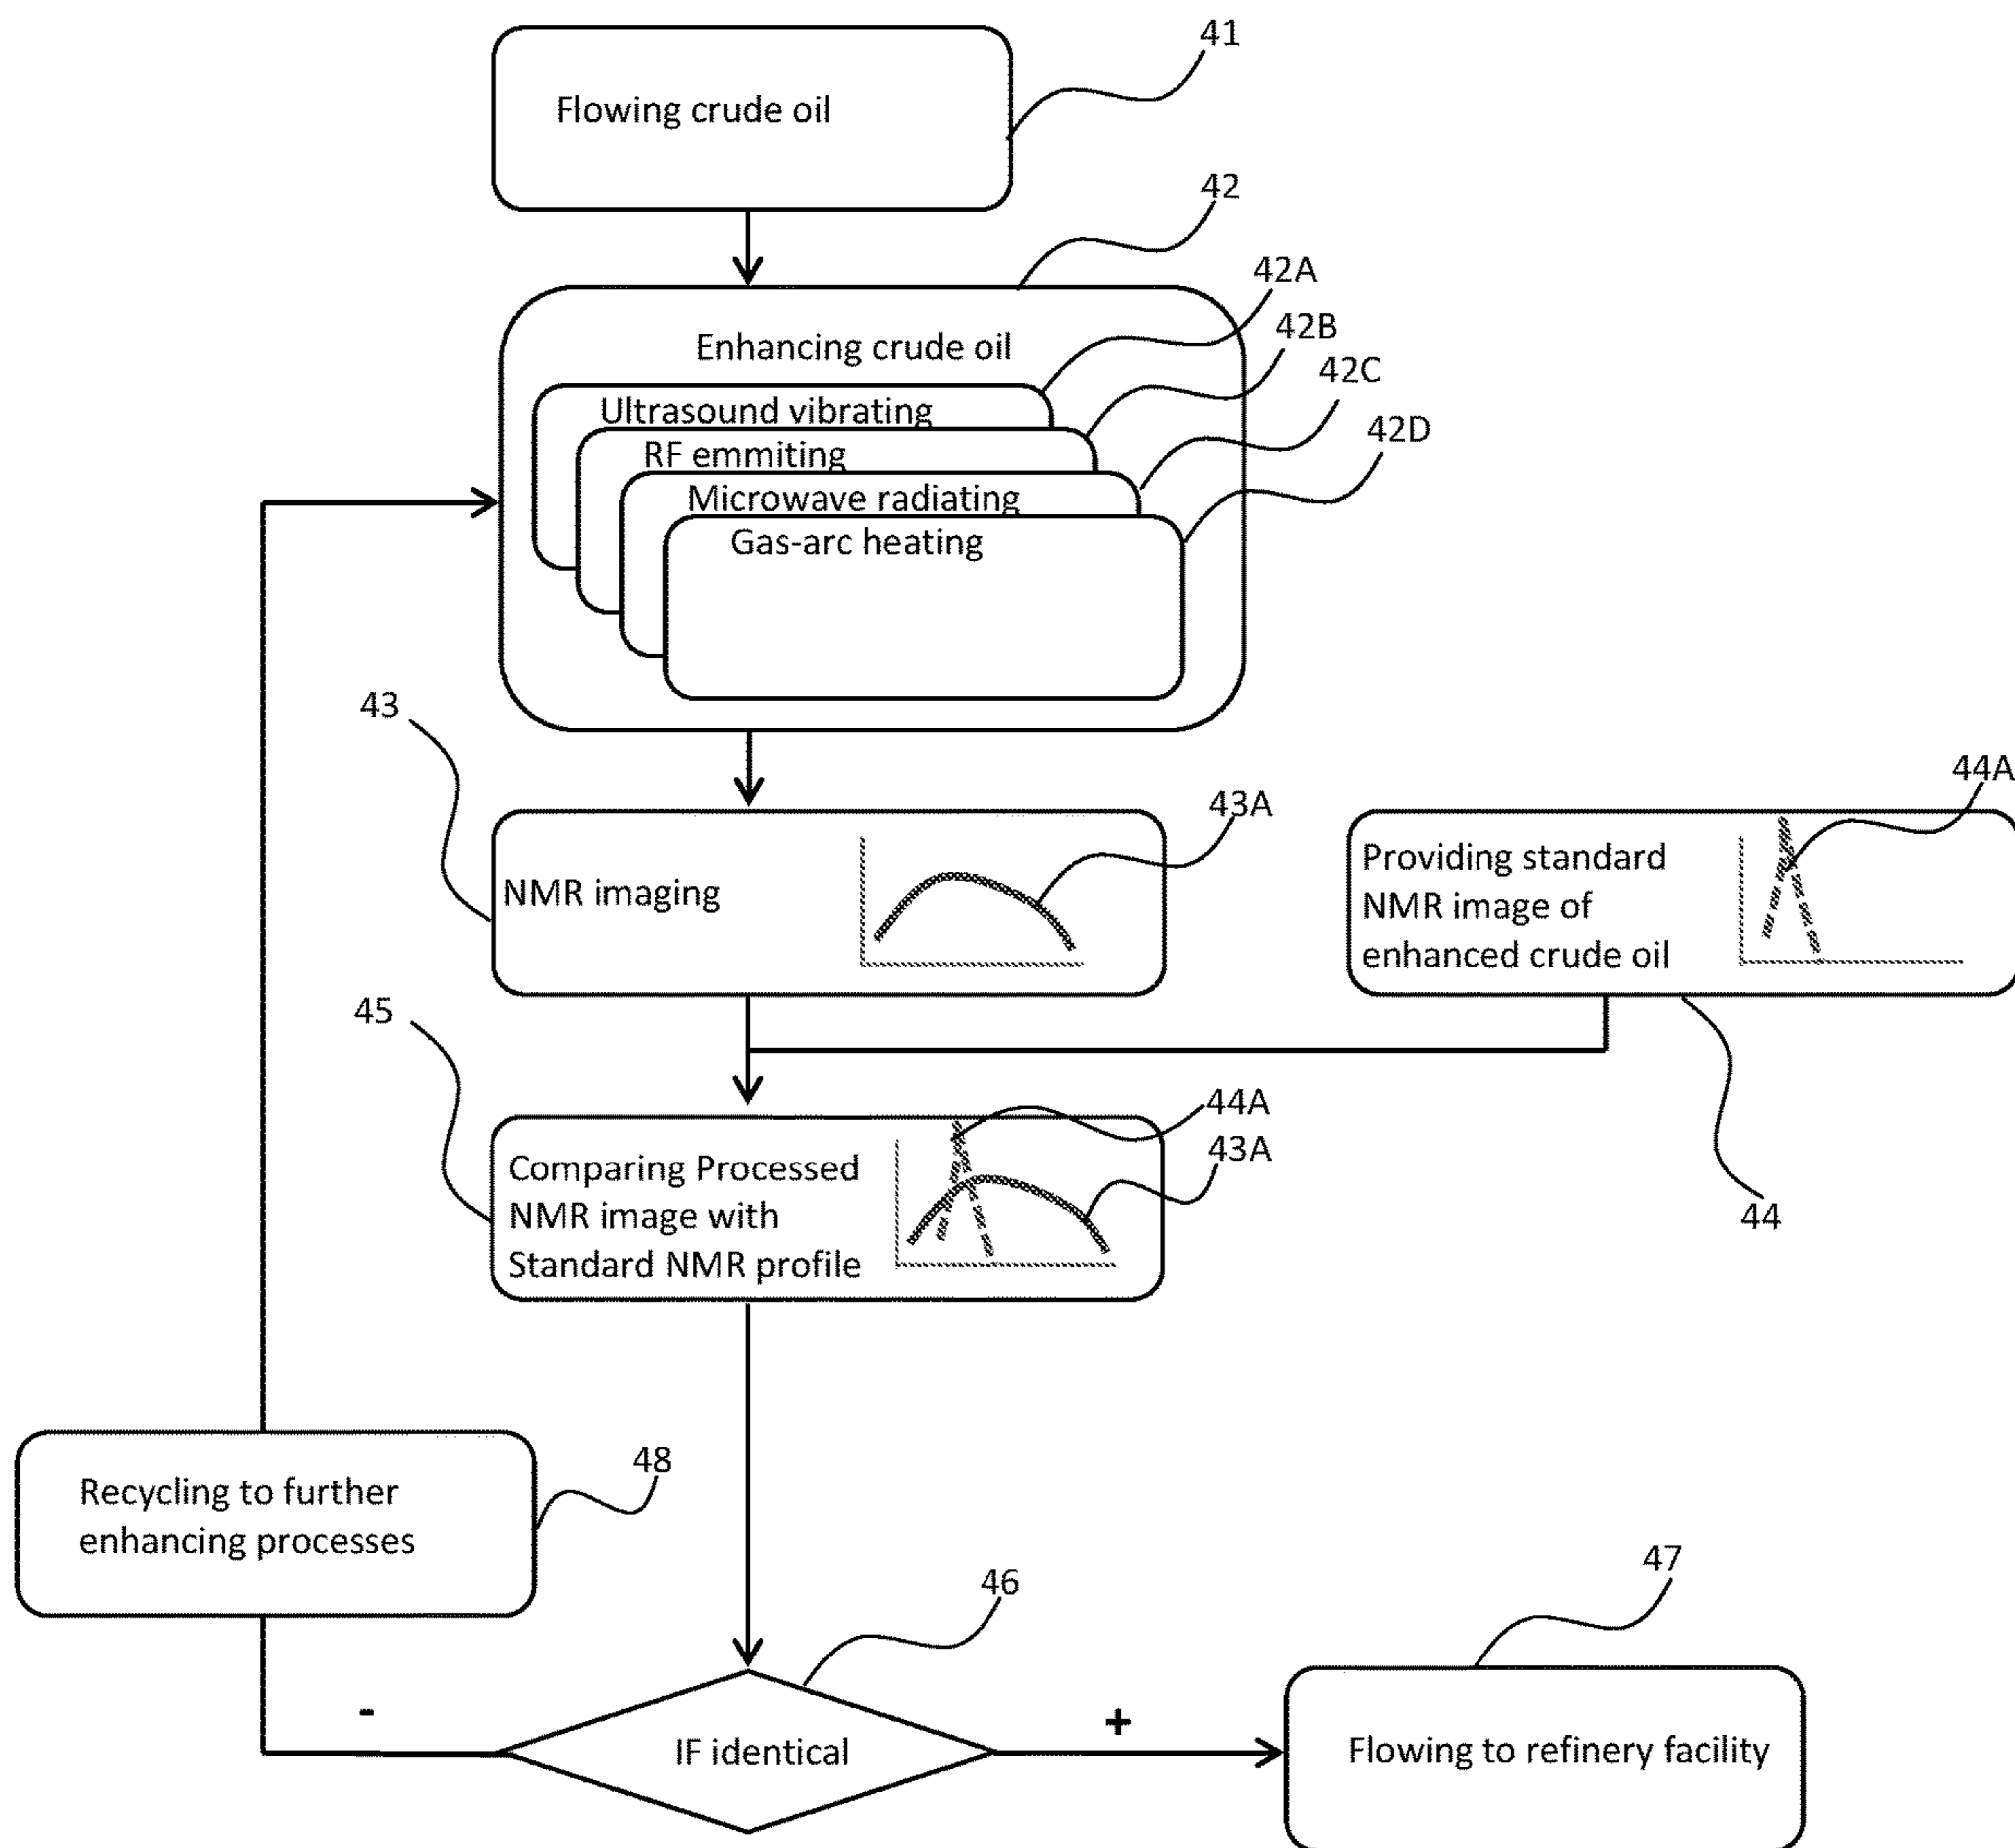 41
Flowing crude oil
42
42A
Enhancing crude oil
42B
42C
Ultrasound vibrating
42D
RF emmiting
Microwave radiating
Gas-arc heating
43
43A
44A
NMR imaging
Providing standard
NMR image of
enhanced crude oil
45
44A
43A
Comparing Processed
NMR image with
Standard NMR profile
44
48
Recycling to further
enhancing processes
46
47
-
+
IF identical
Flowing to refinery facility